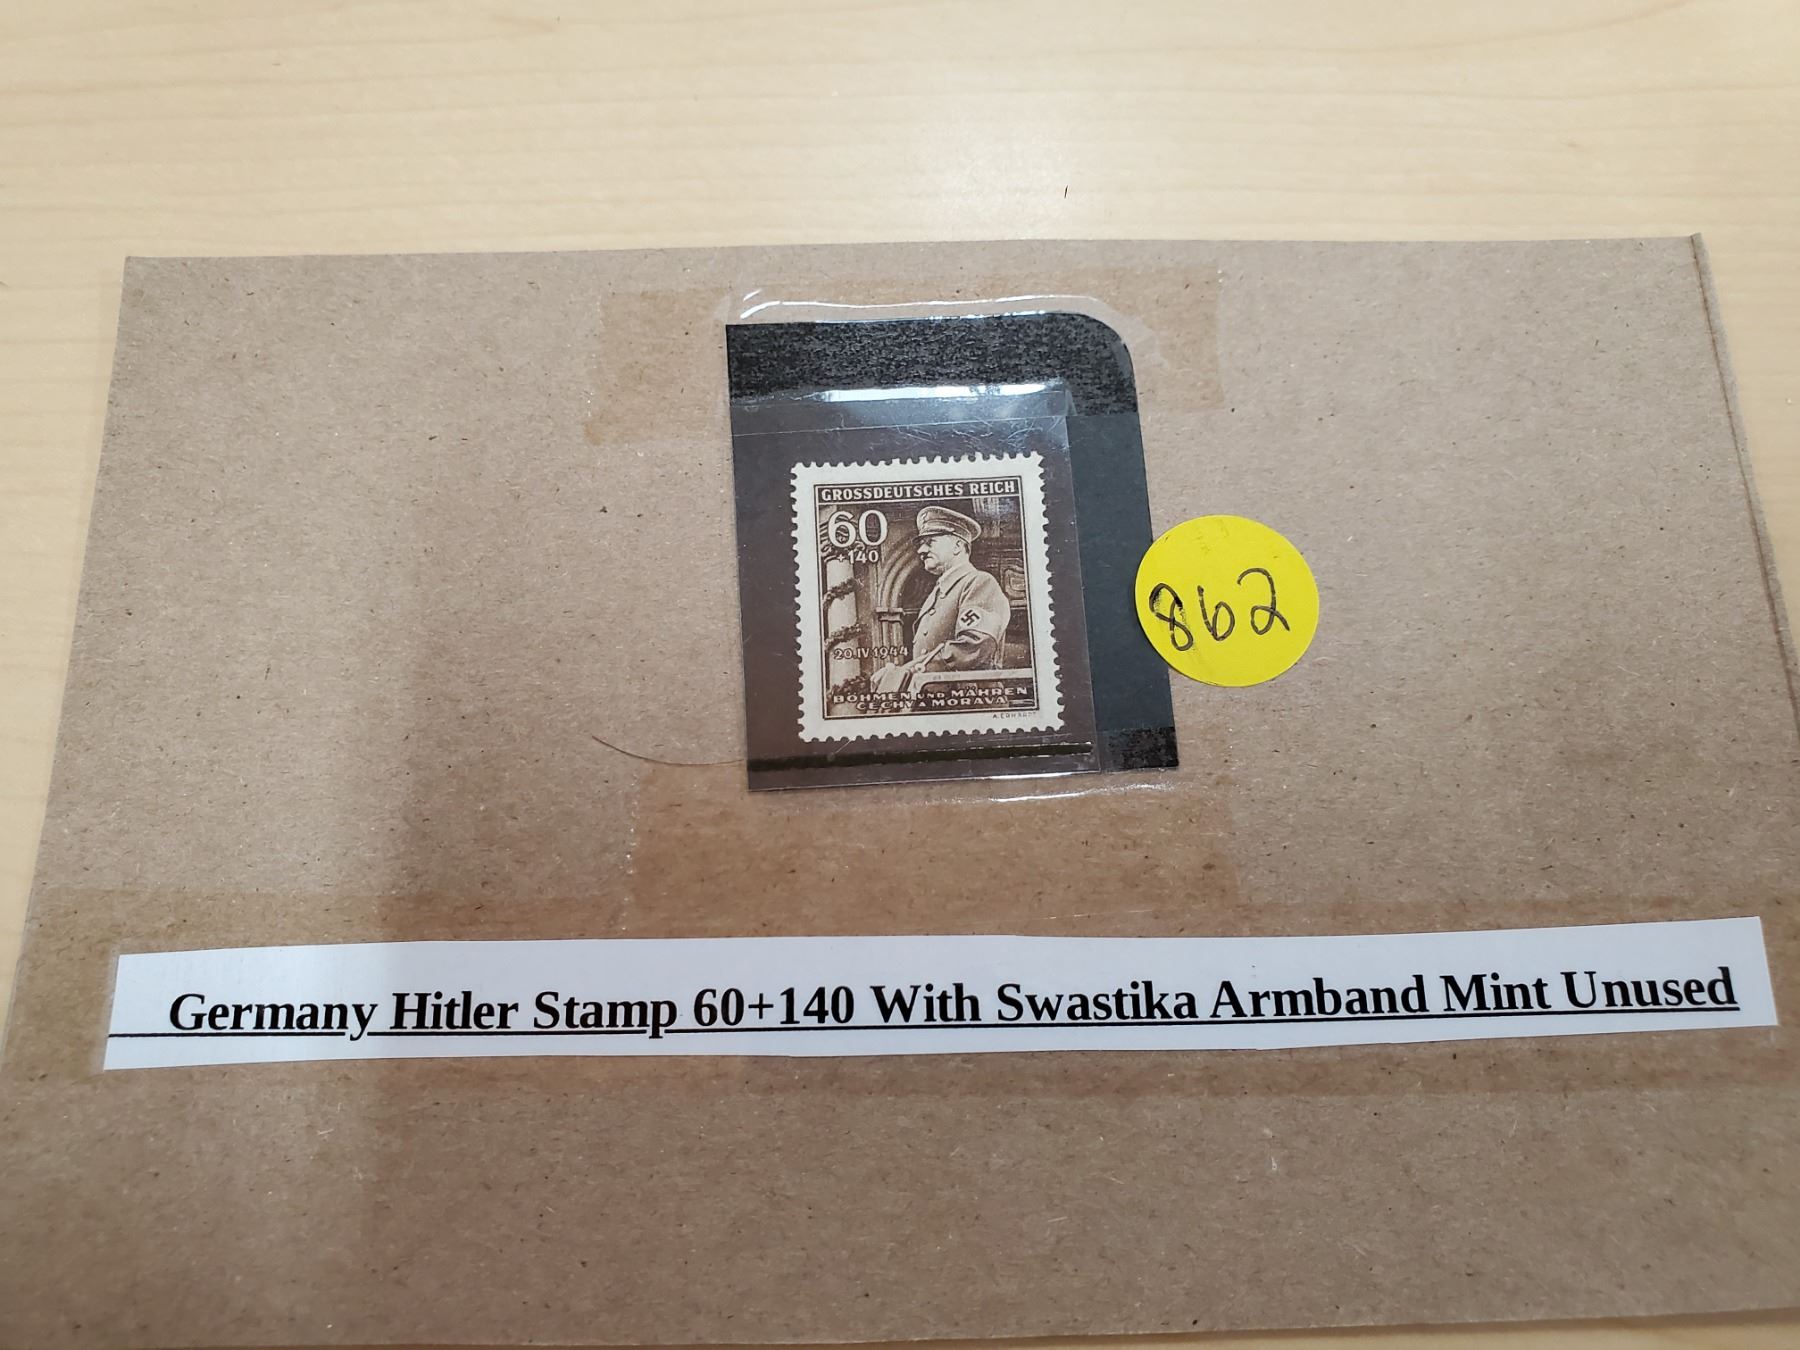 GROSSDEUTSCHES REICH
60
+140
20.IV 1944
BÖHMEN UND MÄHREN
ČECHY A MORAVA
A. ERHARDT
862
Germany Hitler Stamp 60+140 With Swastika Armband Mint Unused